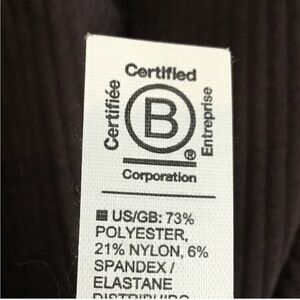 Certified
Certifiée
B
®
Entreprise
Corporation
US/GB: 73%
POLYESTER,
21% NYLON, 6%
SPANDEX /
ELASTANE